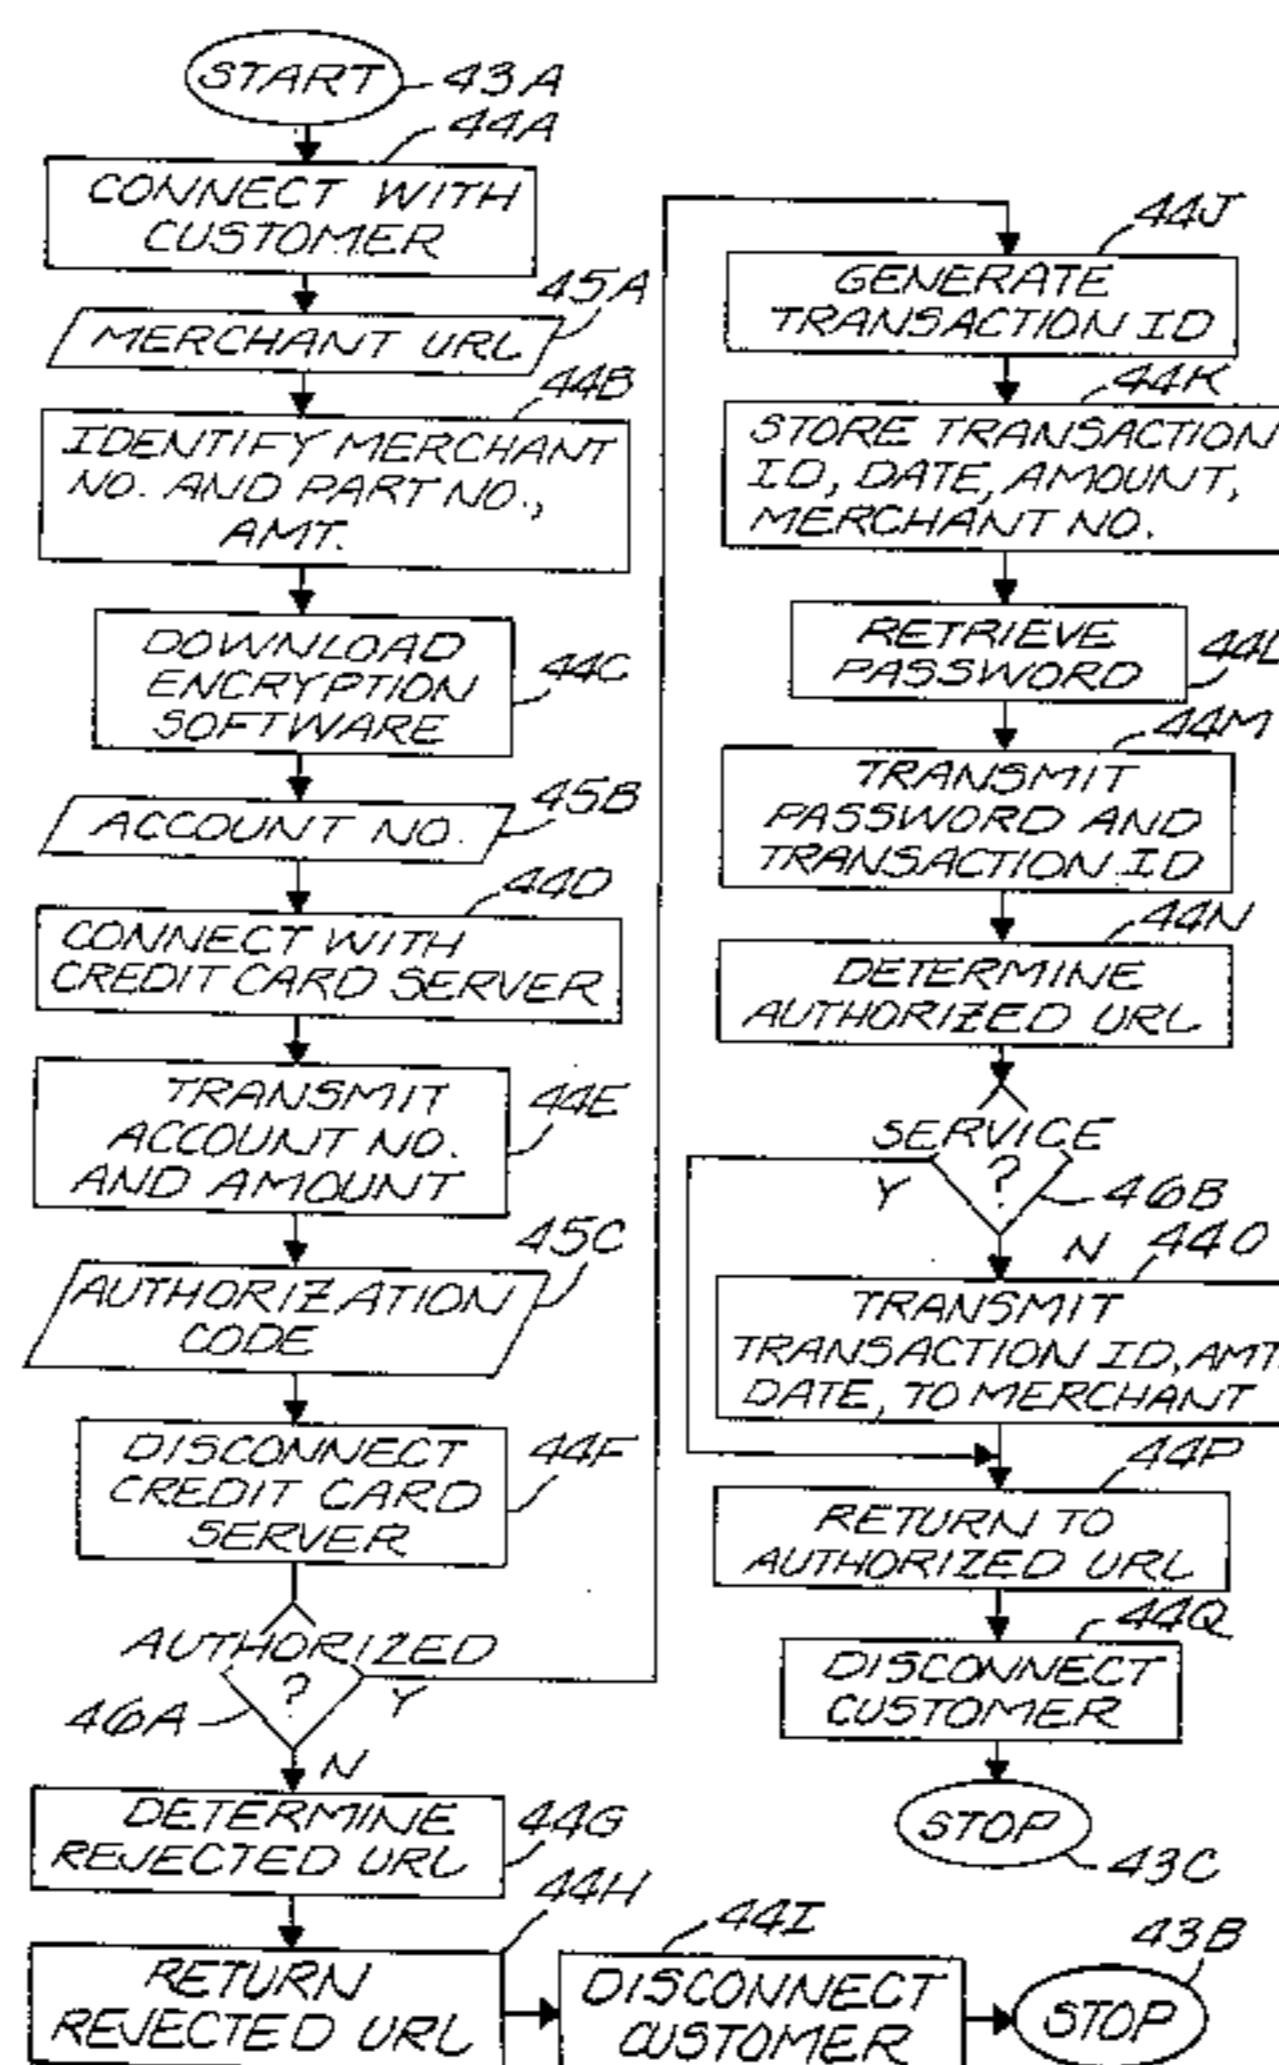 START
43A
44A
CONNECT WITH
CUSTOMER
45A
MERCHANT URL
44B
IDENTIFY MERCHANT
NO. AND PART NO.,
AMT.
DOWNLOAD
ENCRYPTION
SOFTWARE
44C
45B
ACCOUNT NO.
44D
CONNECT WITH
CREDIT CARD SERVER
TRANSMIT
ACCOUNT NO.
AND AMOUNT
44E
45C
AUTHORIZATION
CODE
DISCONNECT
CREDIT CARD
SERVER
44F
AUTHORIZED
?
Y
46A
N
DETERMINE
REJECTED URL
44G
44H
RETURN
REJECTED URL
44I
DISCONNECT
CUSTOMER
43B
STOP
44J
GENERATE
TRANSACTION ID
44K
STORE TRANSACTION
ID, DATE, AMOUNT,
MERCHANT NO.
RETRIEVE
PASSWORD
44L
44M
TRANSMIT
PASSWORD AND
TRANSACTION ID
44N
DETERMINE
AUTHORIZED URL
SERVICE
?
Y
46B
N
44O
TRANSMIT
TRANSACTION ID, AMT.
DATE, TO MERCHANT
44P
RETURN TO
AUTHORIZED URL
44Q
DISCONNECT
CUSTOMER
STOP
43C